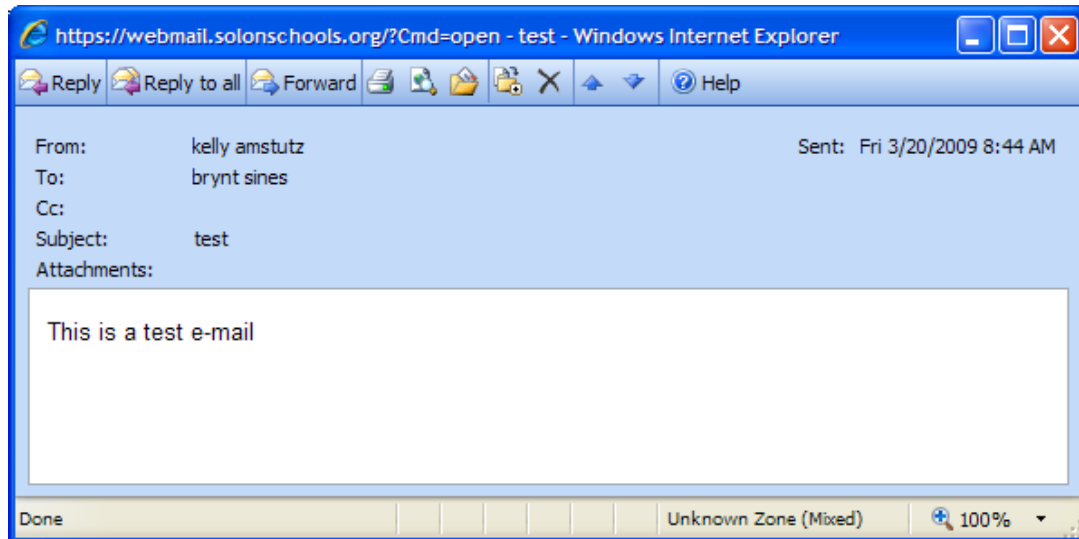 https://webmail.solonschools.org/?Cmd=open - test - Windows Internet Explorer
Reply Reply to all Forward Help
From: kelly amstutz Sent: Fri 3/20/2009 8:44 AM
To: brynt sines
Cc:
Subject: test
Attachments:
This is a test e-mail
Done Unknown Zone (Mixed) 100%